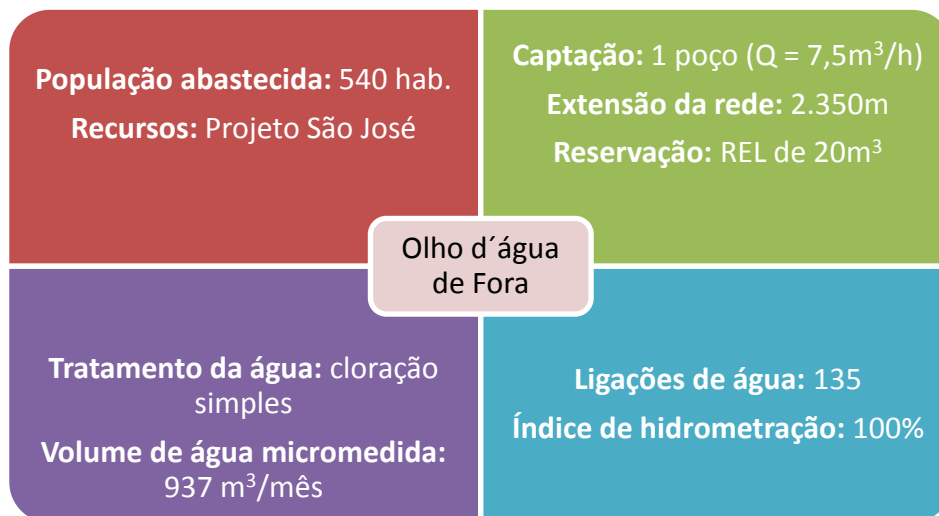 População abastecida: 540 hab.
Recursos: Projeto São José
Captação: 1 poço (Q = 7,5m³/h)
Extensão da rede: 2.350m
Reservação: REL de 20m³
Olho d´água
de Fora
Tratamento da água: cloração
simples
Volume de água micromedida:
937 m³/mês
Ligações de água: 135
Índice de hidrometração: 100%